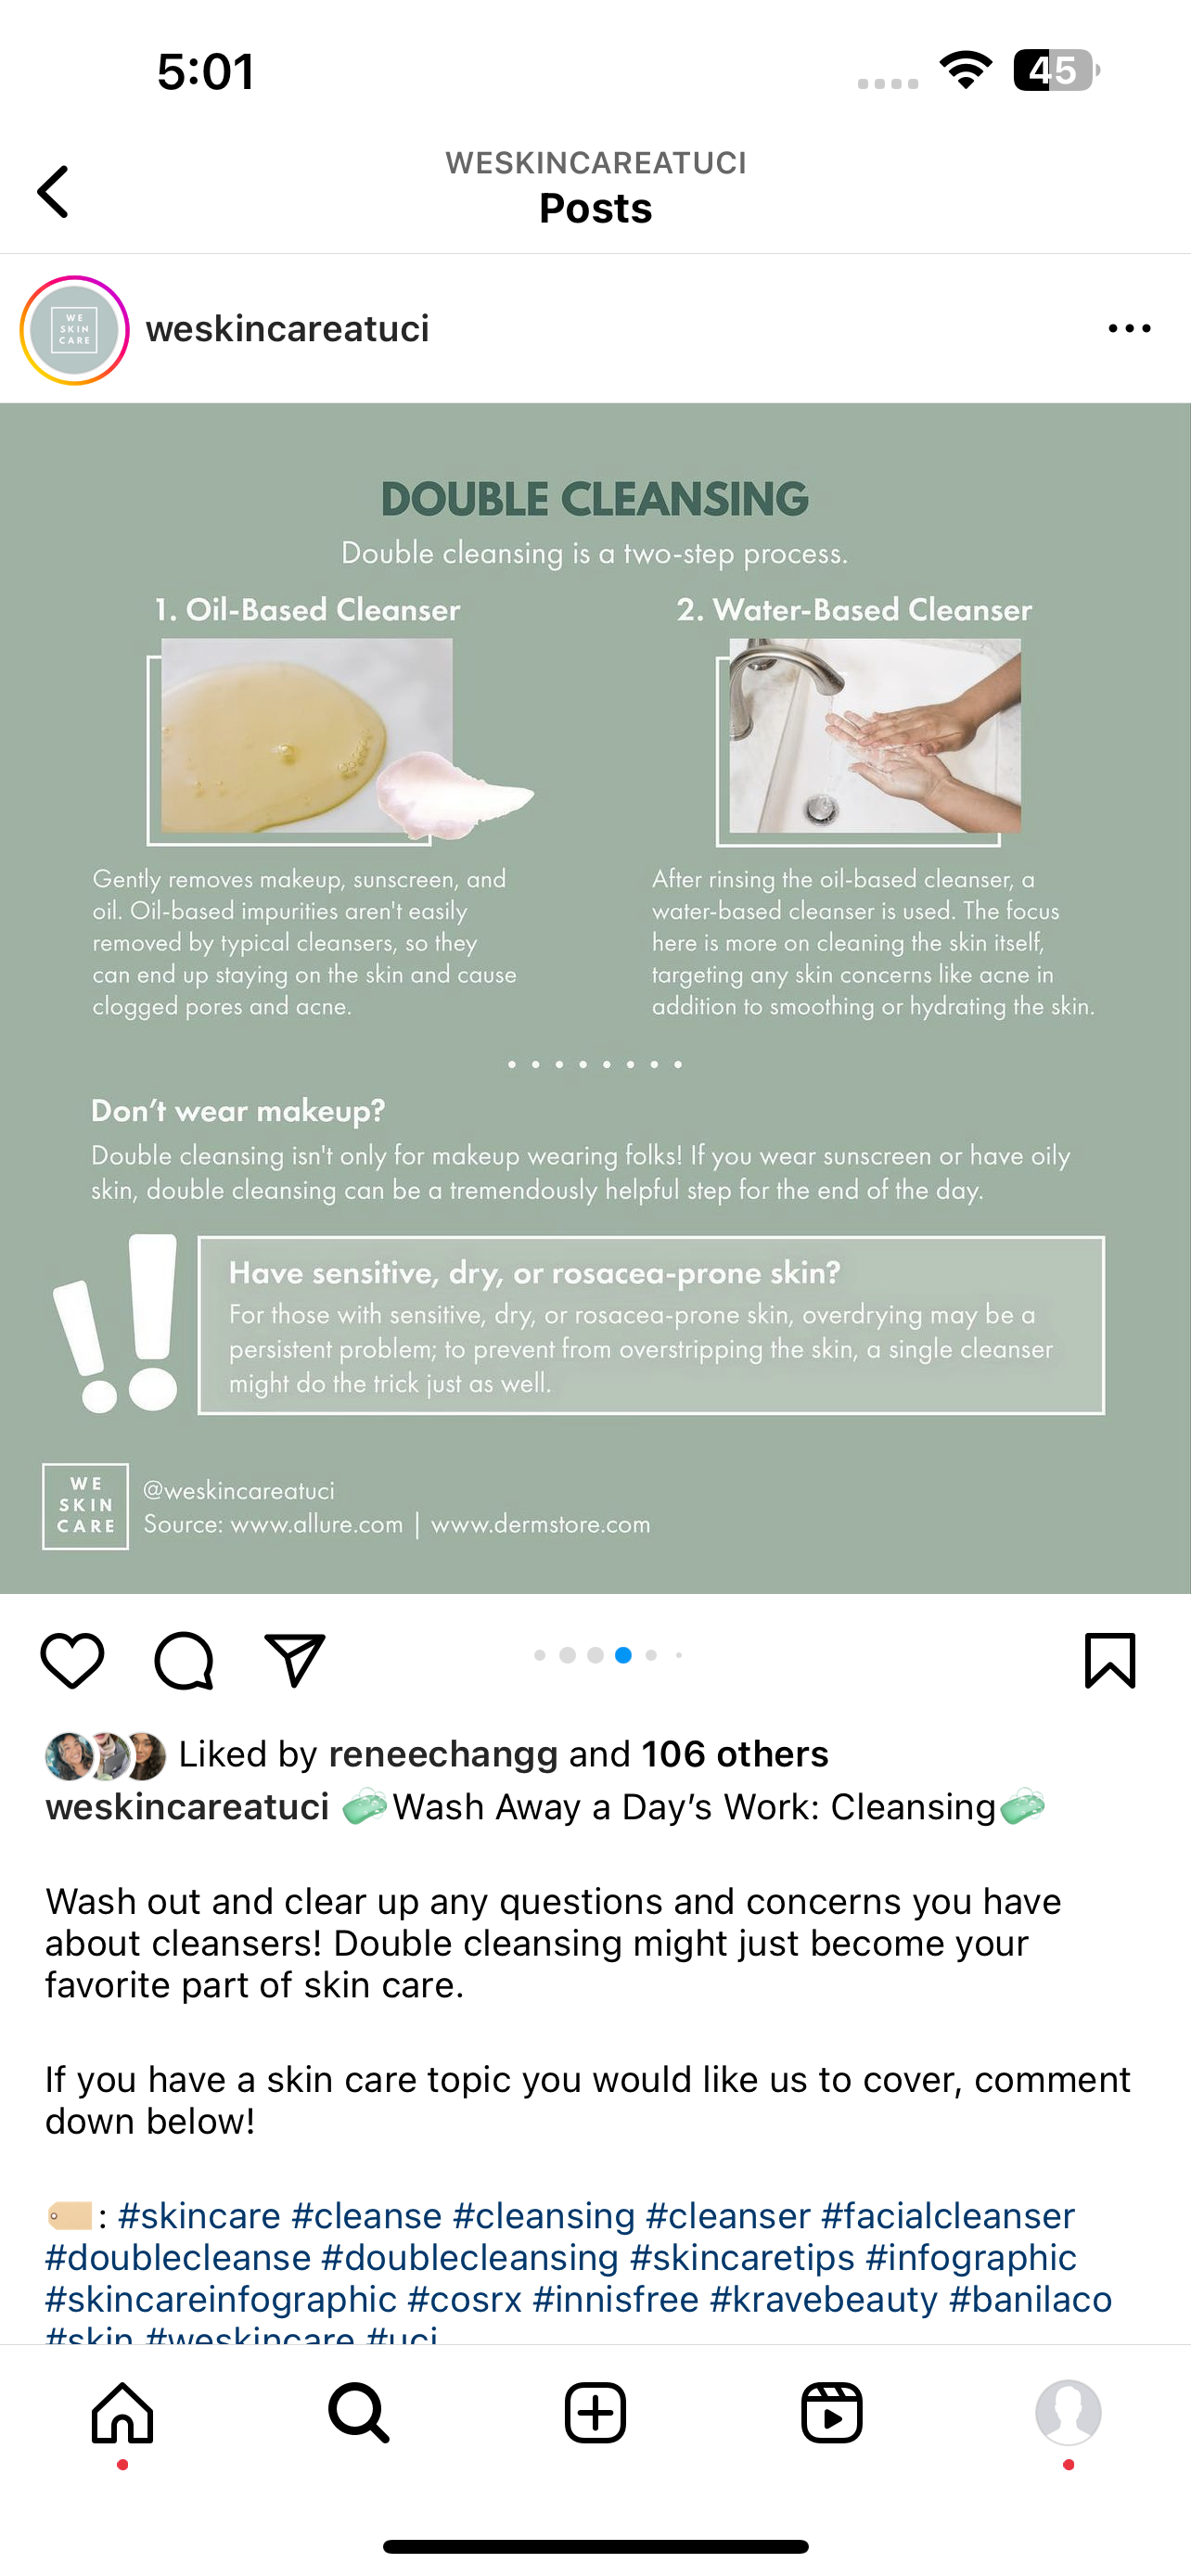 5:01
45
WESKINCAREATUCI
Posts
WE
SKIN
CARE
weskincareatuci
DOUBLE CLEANSING
Double cleansing is a two-step process.
1. Oil-Based Cleanser
2. Water-Based Cleanser
Gently removes makeup, sunscreen, and
oil. Oil-based impurities aren't easily
removed by typical cleansers, so they
can end up staying on the skin and cause
clogged pores and acne.
After rinsing the oil-based cleanser, a
water-based cleanser is used. The focus
here is more on cleaning the skin itself,
targeting any skin concerns like acne in
addition to smoothing or hydrating the skin.
Don't wear makeup?
Double cleansing isn't only for makeup wearing folks! If you wear sunscreen or have oily
skin, double cleansing can be a tremendously helpful step for the end of the day.
!!
Have sensitive, dry, or rosacea-prone skin?
For those with sensitive, dry, or rosacea-prone skin, overdrying may be a
persistent problem; to prevent from overstripping the skin, a single cleanser
might do the trick just as well.
WE
SKIN
CARE
@weskincareatuci
Source: www.allure.com | www.dermstore.com
Liked by reneechangg and 106 others
weskincareatuci 🧼Wash Away a Day's Work: Cleansing🧼
Wash out and clear up any questions and concerns you have
about cleansers! Double cleansing might just become your
favorite part of skin care.
If you have a skin care topic you would like us to cover, comment
down below!
🏷️: #skincare #cleanse #cleansing #cleanser #facialcleanser
#doublecleanse #doublecleansing #skincaretips #infographic
#skincareinfographic #cosrx #innisfree #kravebeauty #banilaco
#skin #weskincare #uci